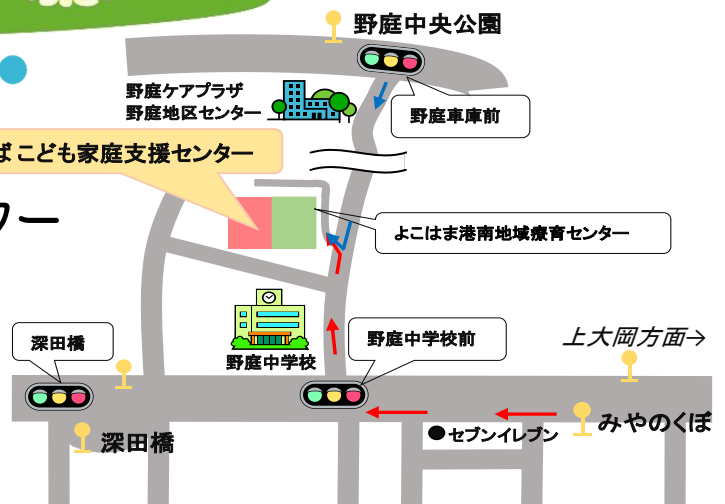 野庭中央公園
野庭ケアプラザ
野庭地区センター
野庭車庫前
ばこども家庭支援センター
ワー
よこはま港南地域療育センター
深田橋
野庭中学校前
上大岡方面→
野庭中学校
みやのくぼ
セブンイレブン
深田橋